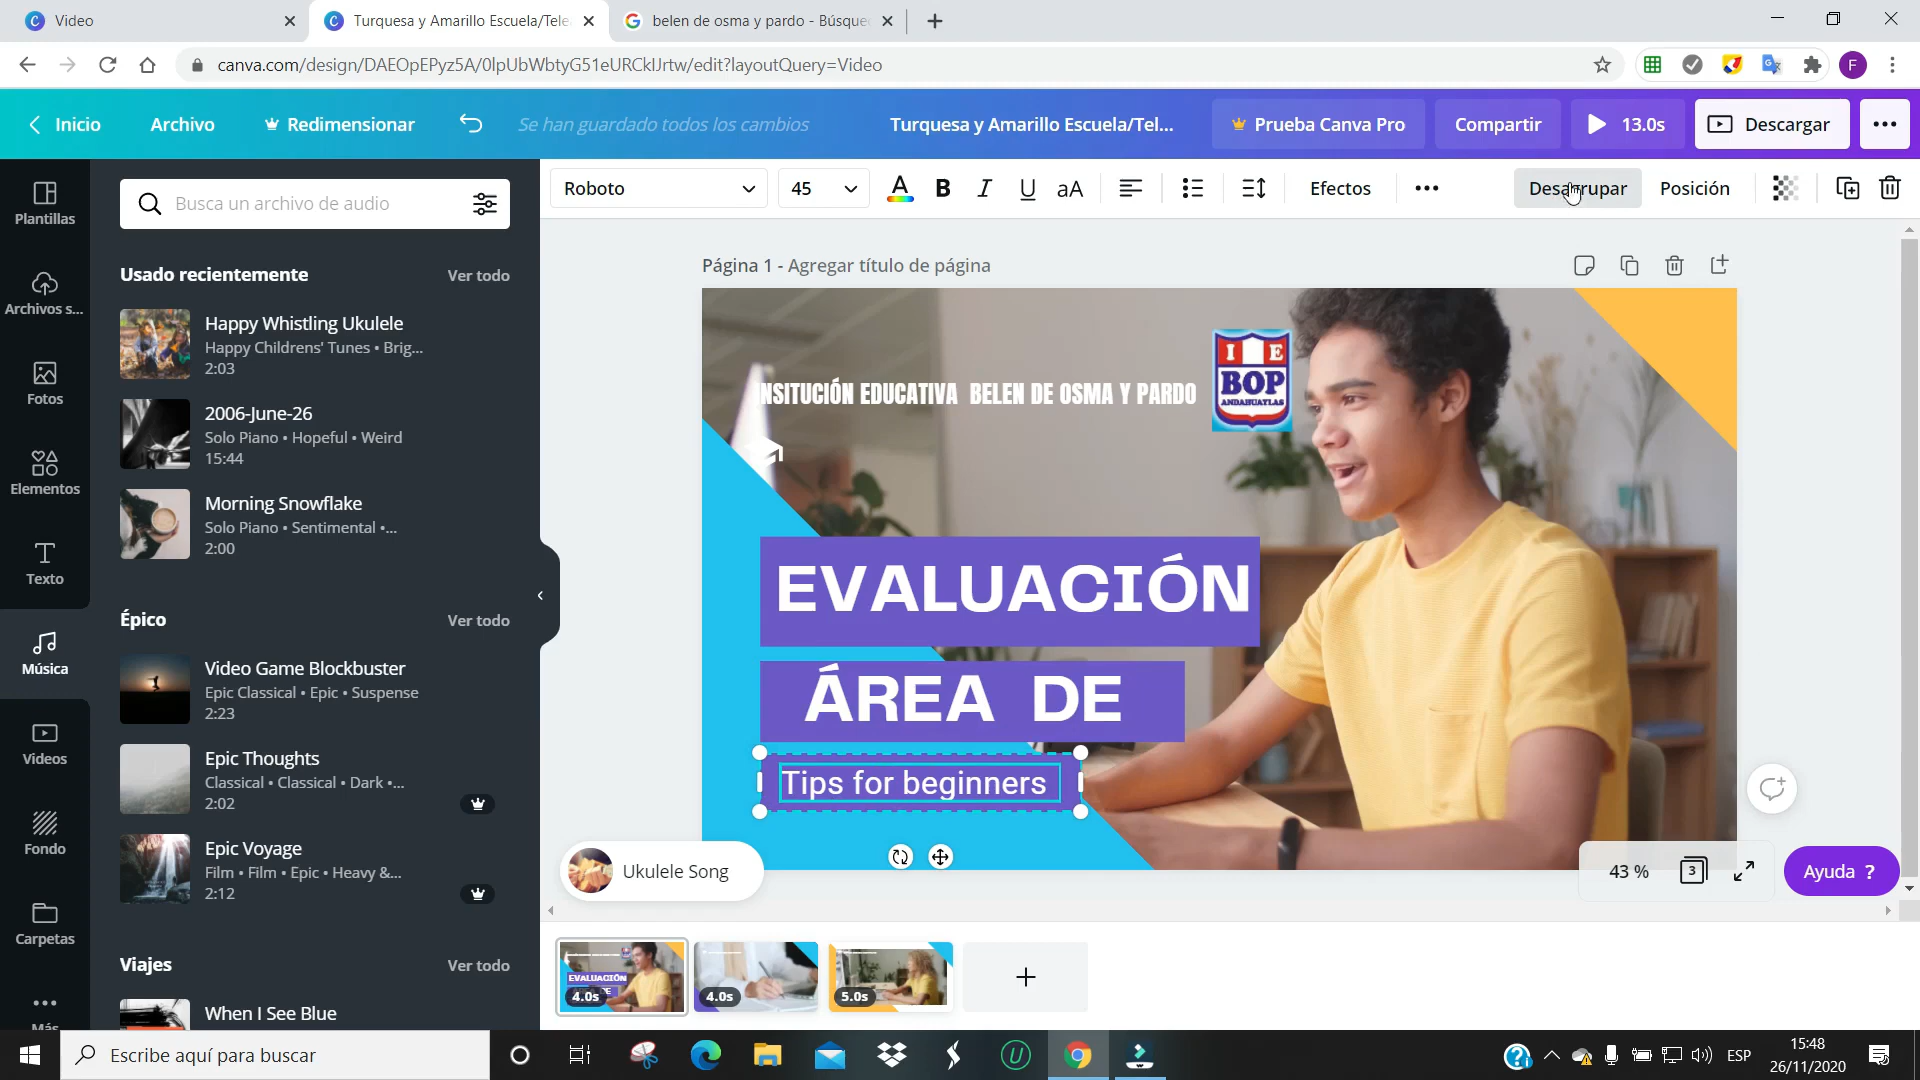 Video
Turquesa y Amarillo Escuela/Tele
belen de osma y pardo - Búsque
canva.com/design/DAEOpEPyz5A/0lpUbWbtyG51eURCklJrtw/edit?layoutQuery=Video
F
Inicio
Archivo
Redimensionar
Se han guardado todos los cambios
Turquesa y Amarillo Escuela/Tel...
Prueba Canva Pro
Compartir
13.0s
Descargar
Plantillas
Archivos s...
Fotos
Elementos
Texto
Música
Videos
Fondo
Carpetas
Más
Busca un archivo de audio
Usado recientemente
Ver todo
Happy Whistling Ukulele
Happy Childrens' Tunes • Brig...
2:03
2006-June-26
Solo Piano • Hopeful • Weird
15:44
Morning Snowflake
Solo Piano • Sentimental •...
2:00
Épico
Ver todo
Video Game Blockbuster
Epic Classical • Epic • Suspense
2:23
Epic Thoughts
Classical • Classical • Dark •...
2:02
Epic Voyage
Film • Film • Epic • Heavy &...
2:12
Viajes
Ver todo
When I See Blue
Roboto
45
A
B
I
U
aA
Efectos
Desagrupar
Posición
Página 1 - Agregar título de página
INSITUCIÓN EDUCATIVA BELEN DE OSMA Y PARDO
I E
BOP
ANDAHUAYLAS
EVALUACIÓN
ÁREA DE
Tips for beginners
Ukulele Song
43 %
3
Ayuda ?
EVALUACIÓN
4.0s
4.0s
5.0s
Escribe aquí para buscar
ESP
15:48
26/11/2020